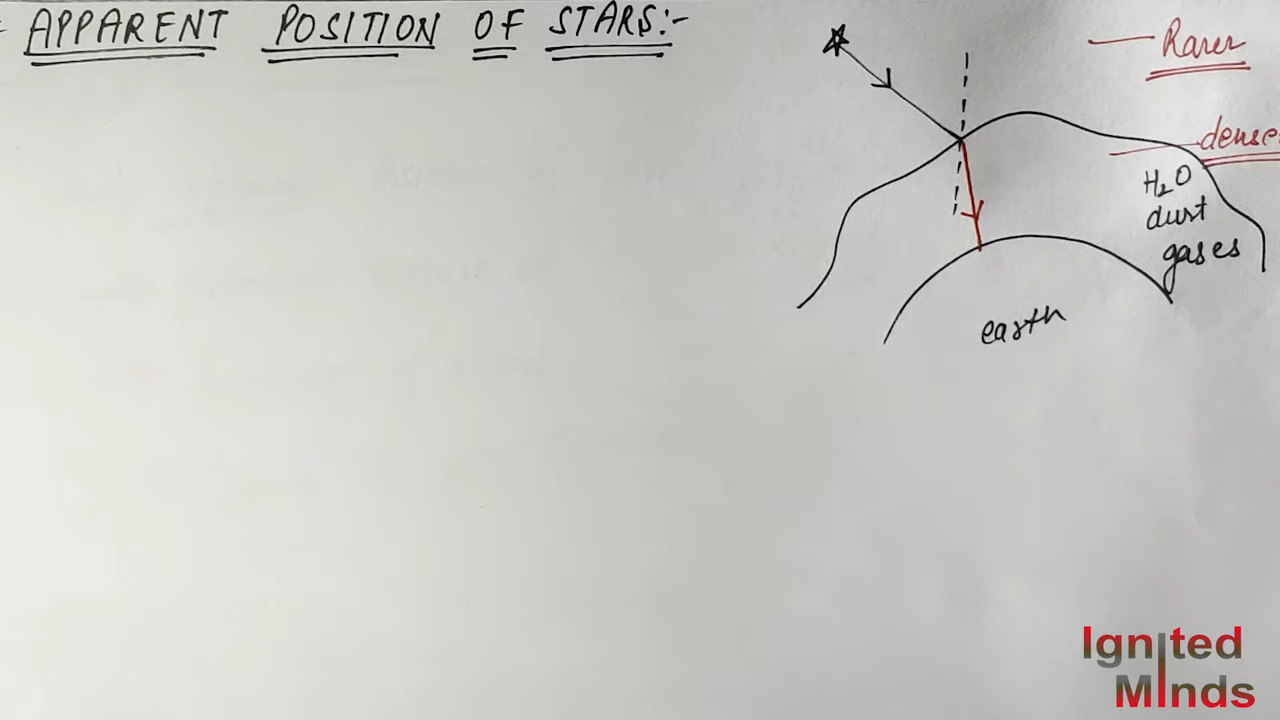 APPARENT POSITION OF STARS:-
Rarer
dense
H₂O
dust
gases
earth
Ignited
Minds